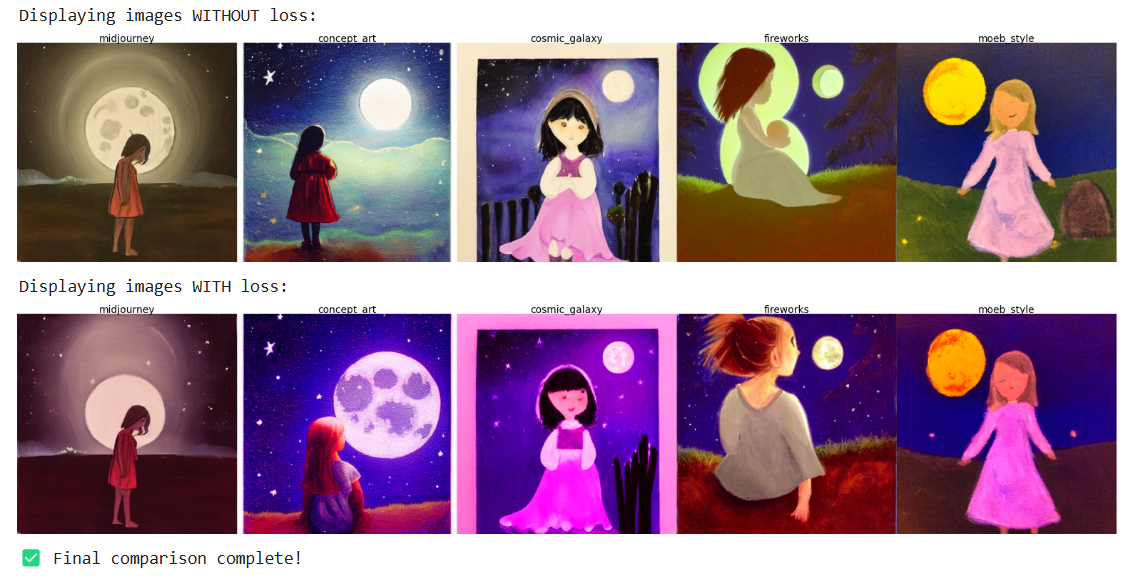 Displaying images WITHOUT loss:
midjourney concept_art cosmic_galaxy fireworks moeb_style
Displaying images WITH loss:
midjourney concept_art cosmic_galaxy fireworks moeb_style
✅ Final comparison complete!